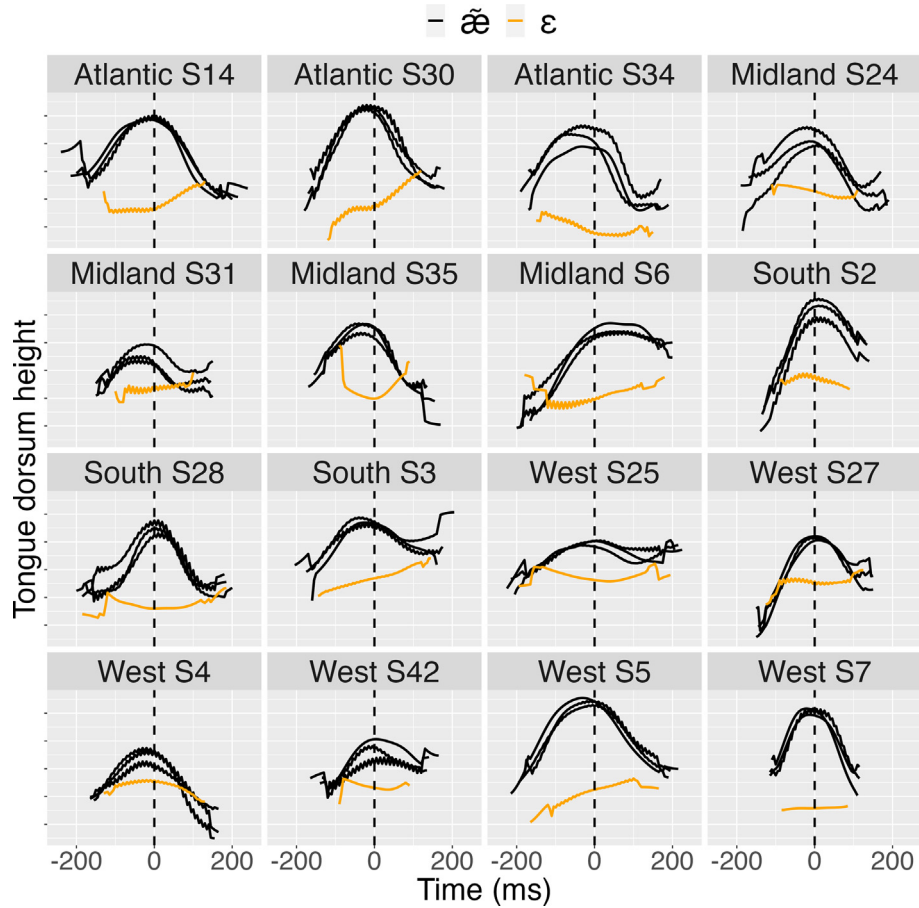 æ̃ ε
Atlantic S14 Atlantic S30 Atlantic S34 Midland S24
Midland S31 Midland S35 Midland S6 South S2
South S28 South S3 West S25 West S27
West S4 West S42 West S5 West S7
Tongue dorsum height
-200 0 200 -200 0 200 -200 0 200 -200 0 200
Time (ms)